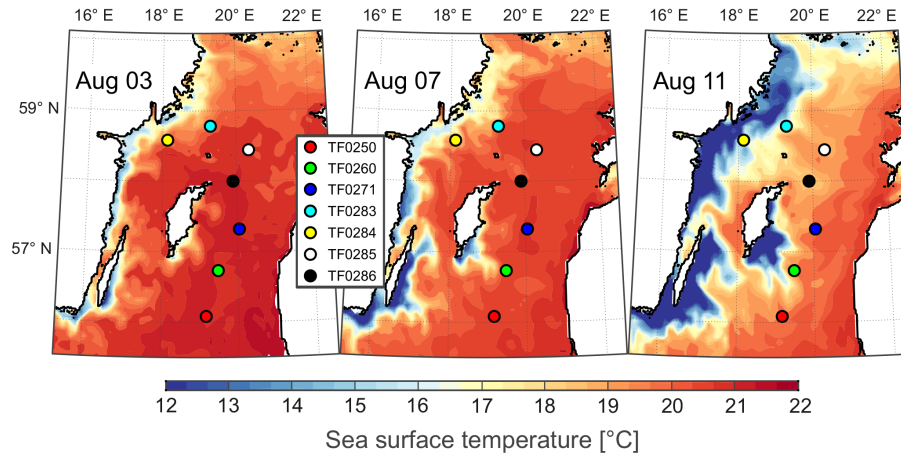 16° E 18° E 20° E 22° E 16° E 18° E 20° E 22° E 16° E 18° E 20° E 22° E
Aug 03 Aug 07 Aug 11
59° N
57° N
TF0250
TF0260
TF0271
TF0283
TF0284
TF0285
TF0286
12 13 14 15 16 17 18 19 20 21 22
Sea surface temperature [°C]